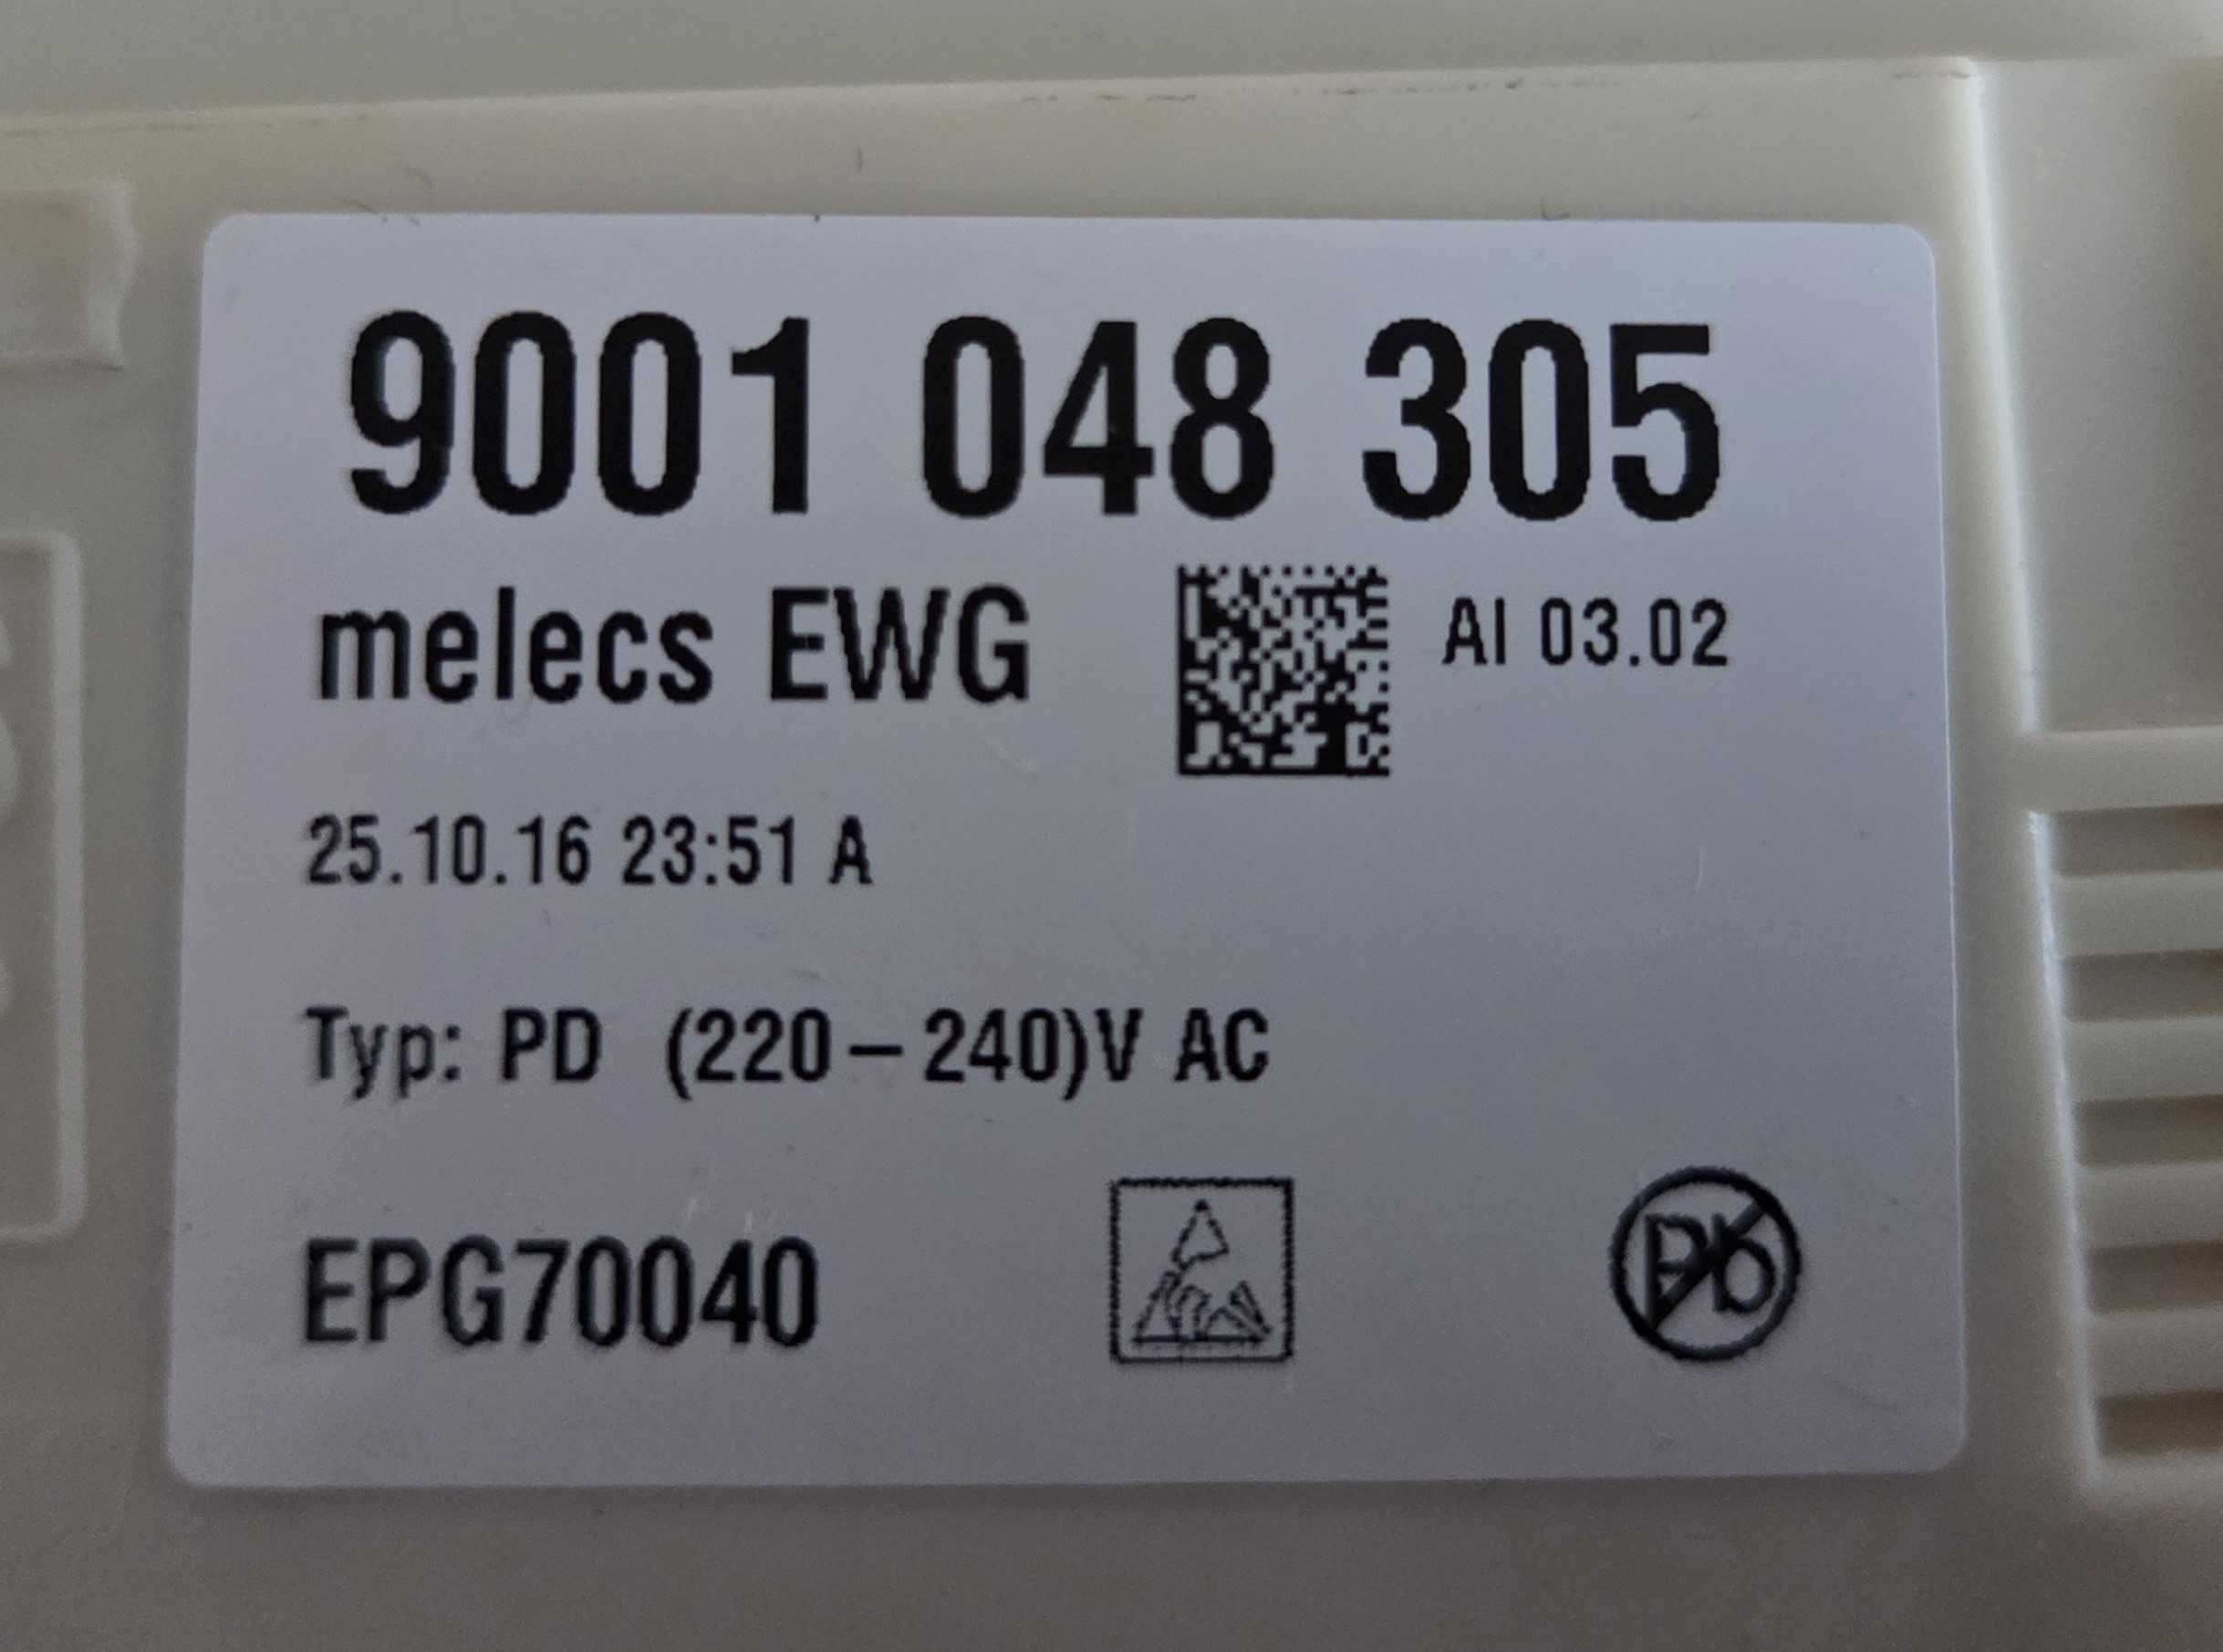 9001 048 305
melecs EWG
AI 03.02
25.10.16 23:51 A
Typ: PD (220–240)V AC
EPG70040
Pb